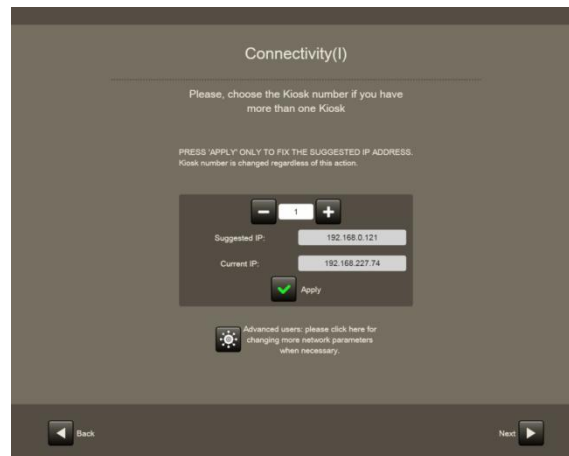 Connectivity(I)
Please, choose the Kiosk number if you have
more than one Kiosk
PRESS 'APPLY' ONLY TO FIX THE SUGGESTED IP ADDRESS.
Kiosk number is changed regardless of this action.
1
Suggested IP: 192.168.0.121
Current IP: 192.168.227.74
Apply
Advanced users: please click here for
changing more network parameters
when necessary.
Back
Next